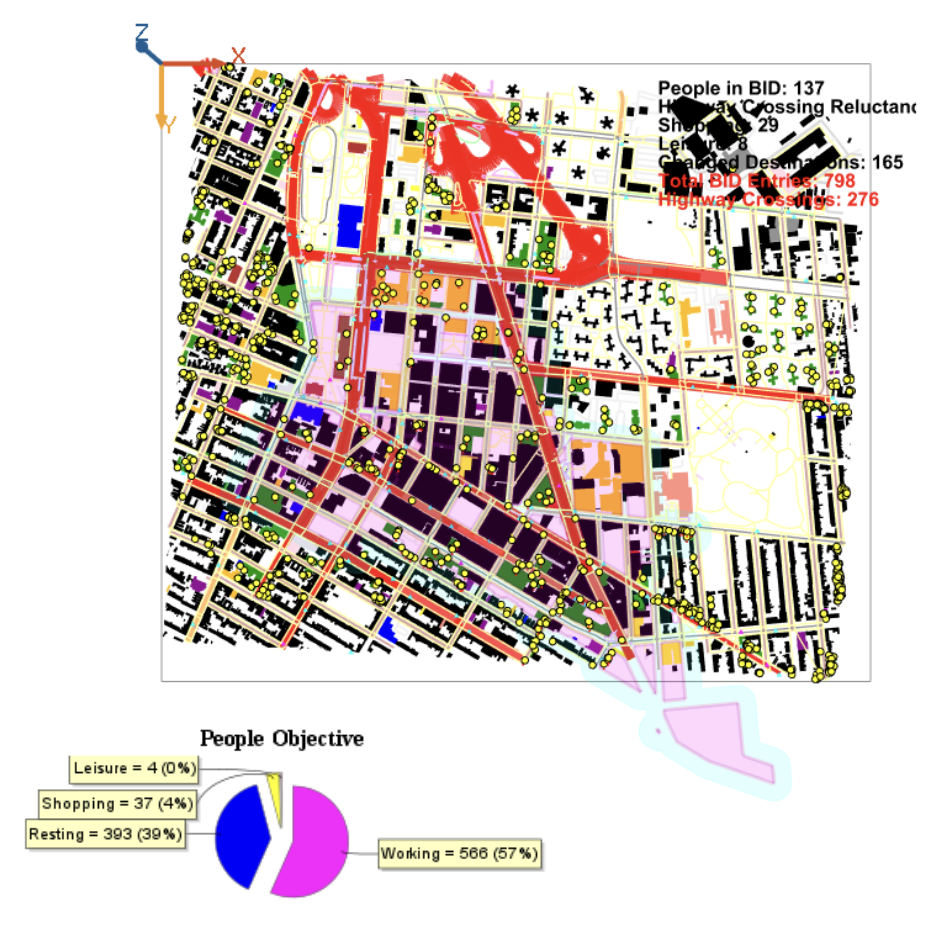 Z
X
Y
People in BID: 137
Highway Crossing Reluctanc
Shopping: 29
Leisure: 8
Changed Destinations: 165
Total BID Entries: 798
Highway Crossings: 276
People Objective
Leisure = 4 (0%)
Shopping = 37 (4%)
Resting = 393 (39%)
Working = 566 (57%)